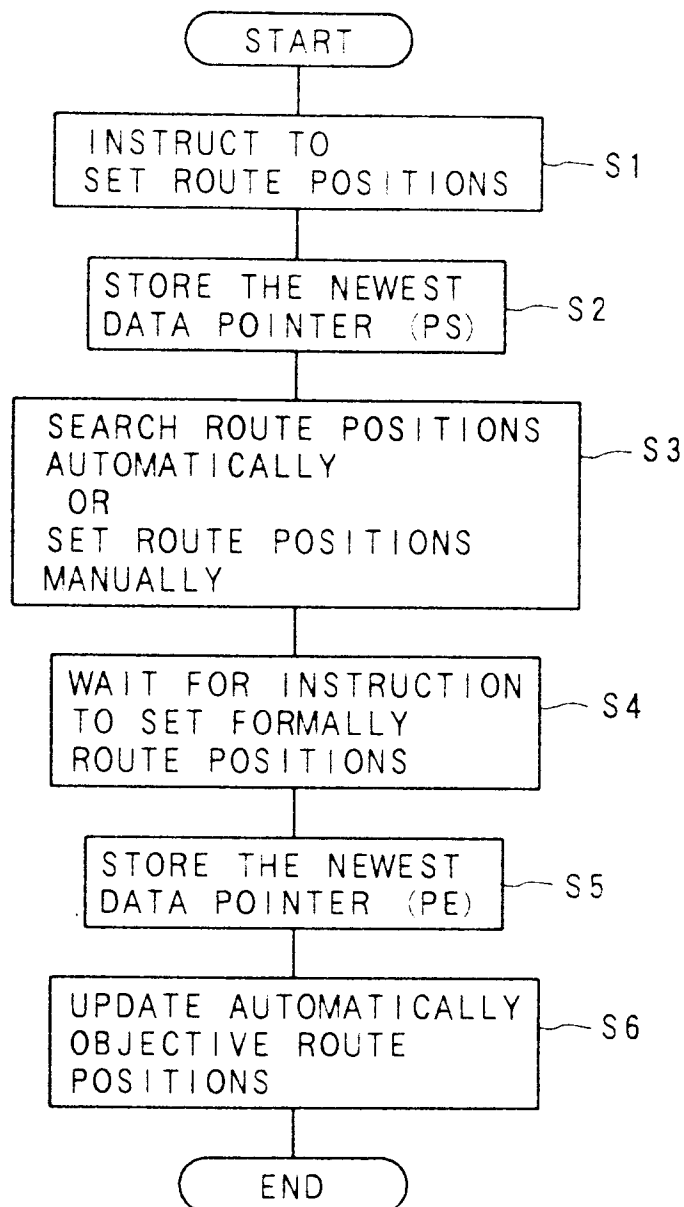 START
INSTRUCT TO
SET ROUTE POSITIONS
S1
STORE THE NEWEST
DATA POINTER (PS)
S2
SEARCH ROUTE POSITIONS
AUTOMATICALLY
OR
SET ROUTE POSITIONS
MANUALLY
S3
WAIT FOR INSTRUCTION
TO SET FORMALLY
ROUTE POSITIONS
S4
STORE THE NEWEST
DATA POINTER (PE)
S5
UPDATE AUTOMATICALLY
OBJECTIVE ROUTE
POSITIONS
S6
END